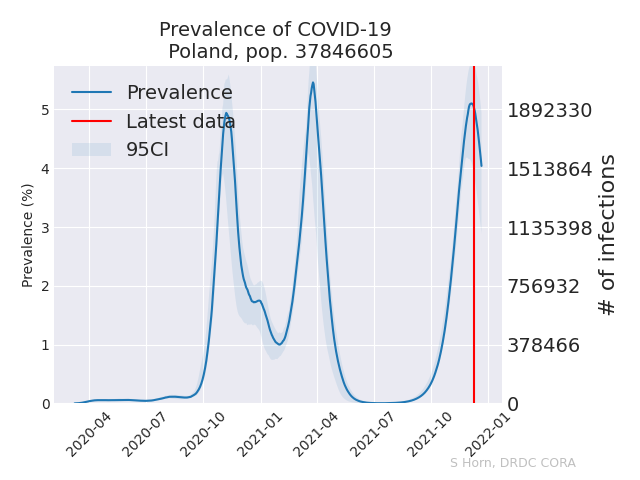 Prevalence of COVID-19
Poland, pop. 37846605
Prevalence
Latest data
95CI
Prevalence (%)
5
4
3
2
1
0
1892330
1513864
1135398
756932
378466
0
# of infections
2020-04
2020-07
2020-10
2021-01
2021-04
2021-07
2021-10
2022-01
S Horn, DRDC CORA